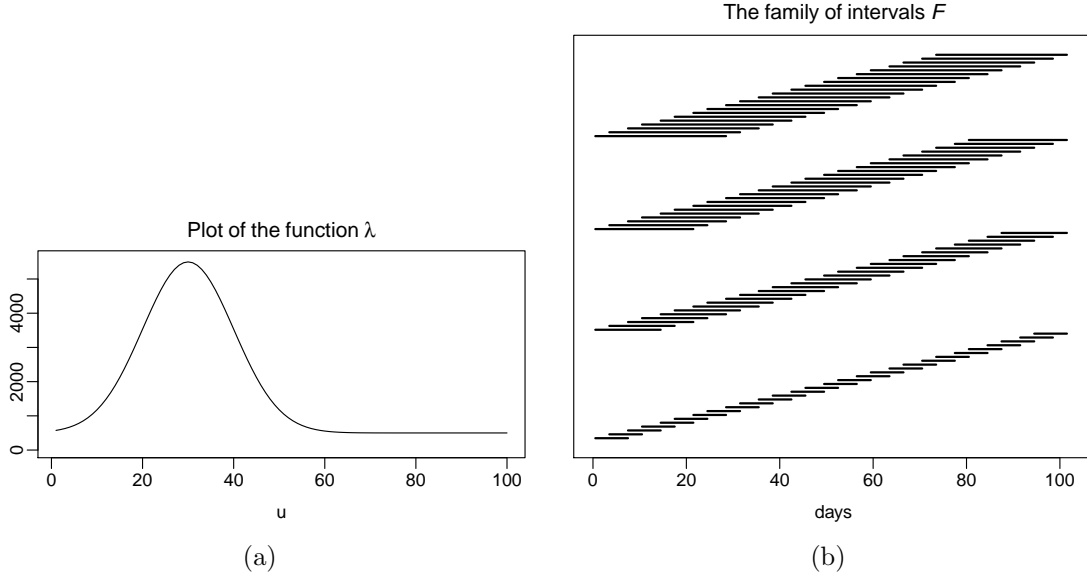 Plot of the function λ
0
2000
4000
0 20 40 60 80 100
u
(a)
The family of intervals F
0 20 40 60 80 100
days
(b)